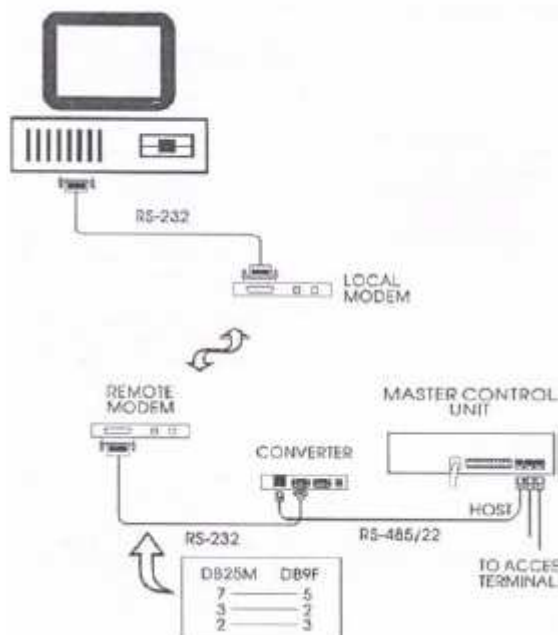 RS-232
LOCAL
MODEM
REMOTE
MODEM
MASTER CONTROL
UNIT
CONVERTER
HOST
RS-232
RS-485/22
TO ACCES
TERMINAL
DB25M DB9F
7 5
3 2
2 3